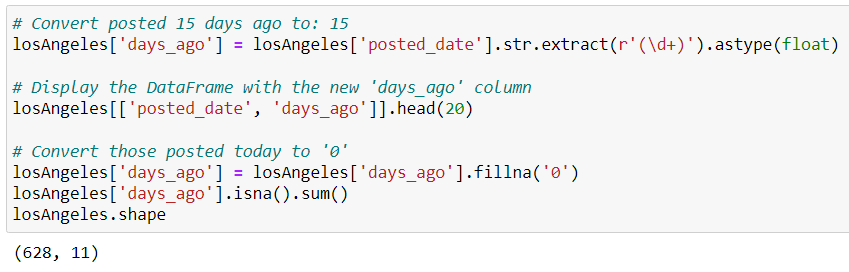 # Convert posted 15 days ago to: 15
losAngeles['days_ago'] = losAngeles['posted_date'].str.extract(r'(\d+)').astype(float)
# Display the DataFrame with the new 'days_ago' column
losAngeles[['posted_date', 'days_ago']].head(20)
# Convert those posted today to '0'
losAngeles['days_ago'] = losAngeles['days_ago'].fillna('0')
losAngeles['days_ago'].isna().sum()
losAngeles.shape
(628, 11)